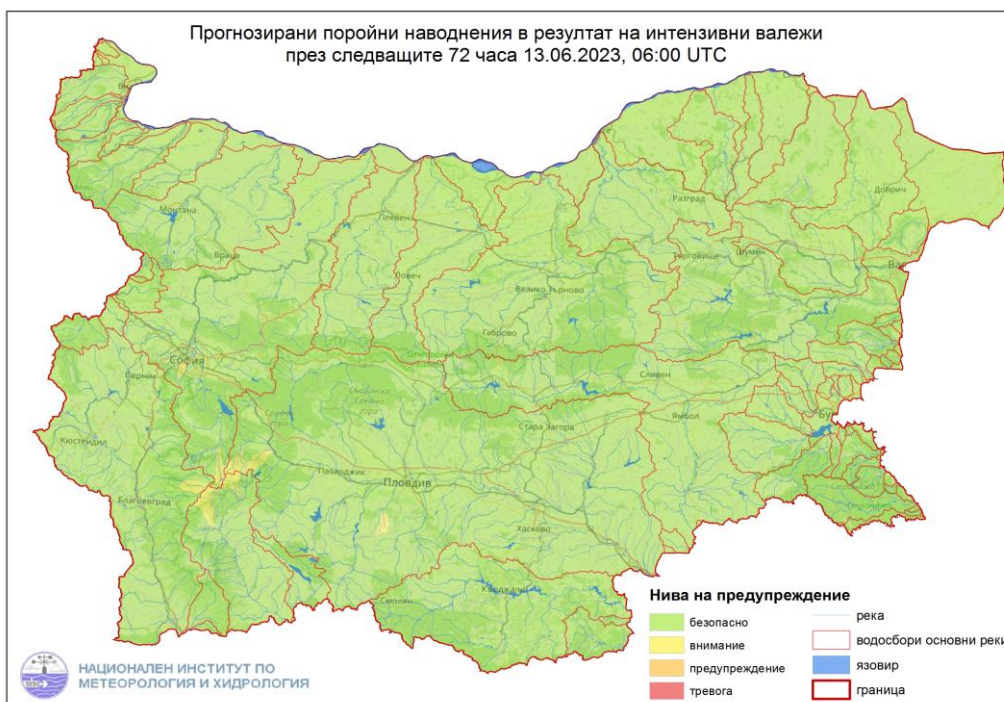 Прогнозирани поройни наводнения в резултат на интензивни валежи
през следващите 72 часа 13.06.2023, 06:00 UTC
Монтана
Враца
Плевен
Ловеч
Велико Търново
Габрово
Разград
Търговище
Шумен
Добрич
Ва
София
Перник
Кюстендил
Благоевград
Пазарджик
Пловдив
Стара Загора
Сливен
Ямбол
Бу
Хасково
Смолян
Кърджали
Нива на предупреждение
безопасно
внимание
предупреждение
тревога
река
водосбори основни реки
язовир
граница
НАЦИОНАЛЕН ИНСТИТУТ ПО
МЕТЕОРОЛОГИЯ И ХИДРОЛОГИЯ